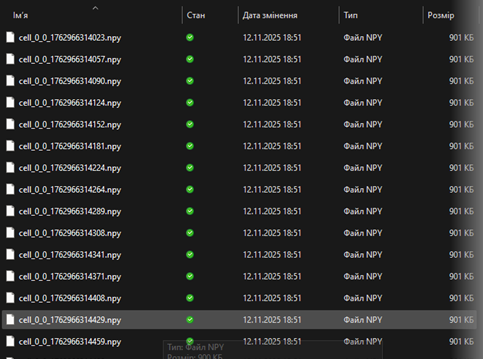 Ім'я Стан Дата змінення Тип Розмір
cell_0_0_1762966314023.npy 12.11.2025 18:51 Файл NPY 901 КБ
cell_0_0_1762966314057.npy 12.11.2025 18:51 Файл NPY 901 КБ
cell_0_0_1762966314090.npy 12.11.2025 18:51 Файл NPY 901 КБ
cell_0_0_1762966314124.npy 12.11.2025 18:51 Файл NPY 901 КБ
cell_0_0_1762966314152.npy 12.11.2025 18:51 Файл NPY 901 КБ
cell_0_0_1762966314181.npy 12.11.2025 18:51 Файл NPY 901 КБ
cell_0_0_1762966314224.npy 12.11.2025 18:51 Файл NPY 901 КБ
cell_0_0_1762966314264.npy 12.11.2025 18:51 Файл NPY 901 КБ
cell_0_0_1762966314289.npy 12.11.2025 18:51 Файл NPY 901 КБ
cell_0_0_1762966314308.npy 12.11.2025 18:51 Файл NPY 901 КБ
cell_0_0_1762966314341.npy 12.11.2025 18:51 Файл NPY 901 КБ
cell_0_0_1762966314371.npy 12.11.2025 18:51 Файл NPY 901 КБ
cell_0_0_1762966314408.npy 12.11.2025 18:51 Файл NPY 901 КБ
cell_0_0_1762966314429.npy 12.11.2025 18:51 Файл NPY 901 КБ
cell_0_0_1762966314459.npy 12.11.2025 18:51 Файл NPY 901 КБ
Тип: Файл NPY
Розмір: 900 КБ